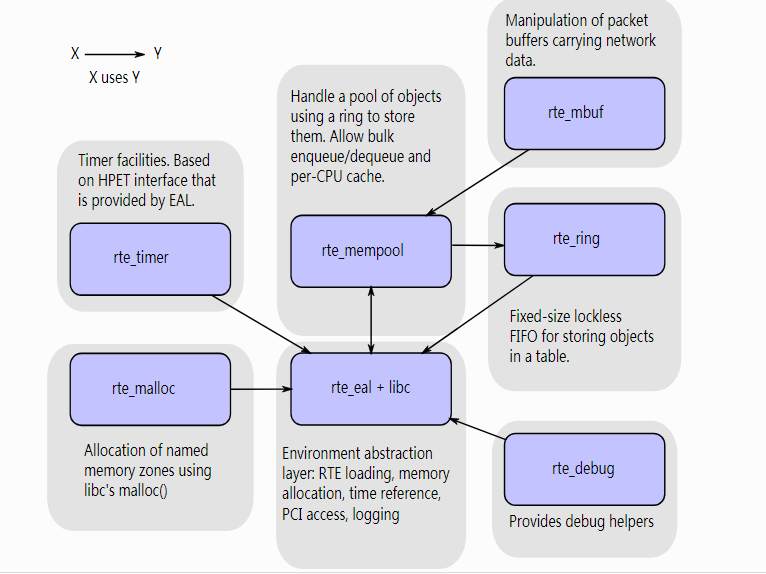 X
Y
X uses Y
Manipulation of packet
buffers carrying network
data.
rte_mbuf
Handle a pool of objects
using a ring to store
them. Allow bulk
enqueue/dequeue and
per-CPU cache.
rte_mempool
Timer facilities. Based
on HPET interface that
is provided by EAL.
rte_timer
rte_ring
Fixed-size lockless
FIFO for storing objects
in a table.
rte_malloc
Allocation of named
memory zones using
libc's malloc()
rte_eal + libc
Environment abstraction
layer: RTE loading, memory
allocation, time reference,
PCI access, logging
rte_debug
Provides debug helpers